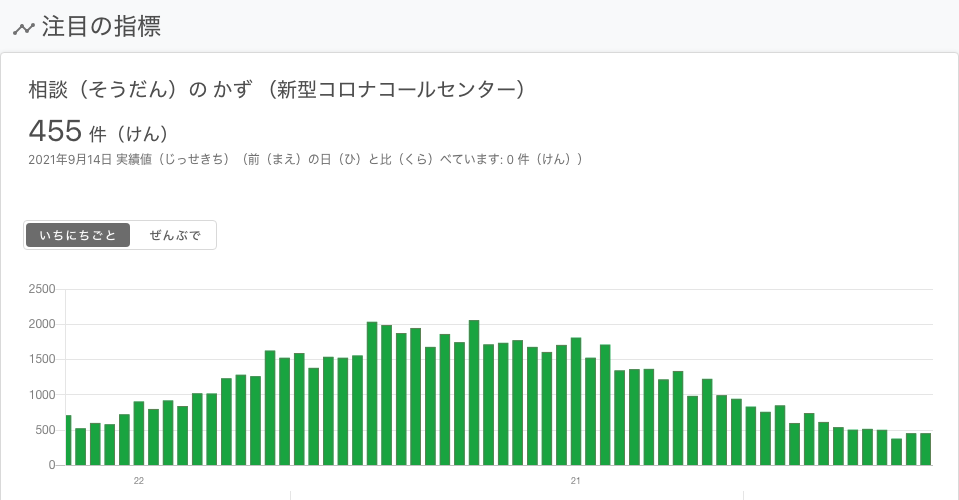 注目の指標
相談（そうだん）の かず （新型コロナコールセンター）
455 件（けん）
2021年9月14日 実績値（じっせきち）（前（まえ）の日（ひ）と比（くら）べています: 0 件（けん））
いちにちごと ぜんぶで
2500
2000
1500
1000
500
0
22 21